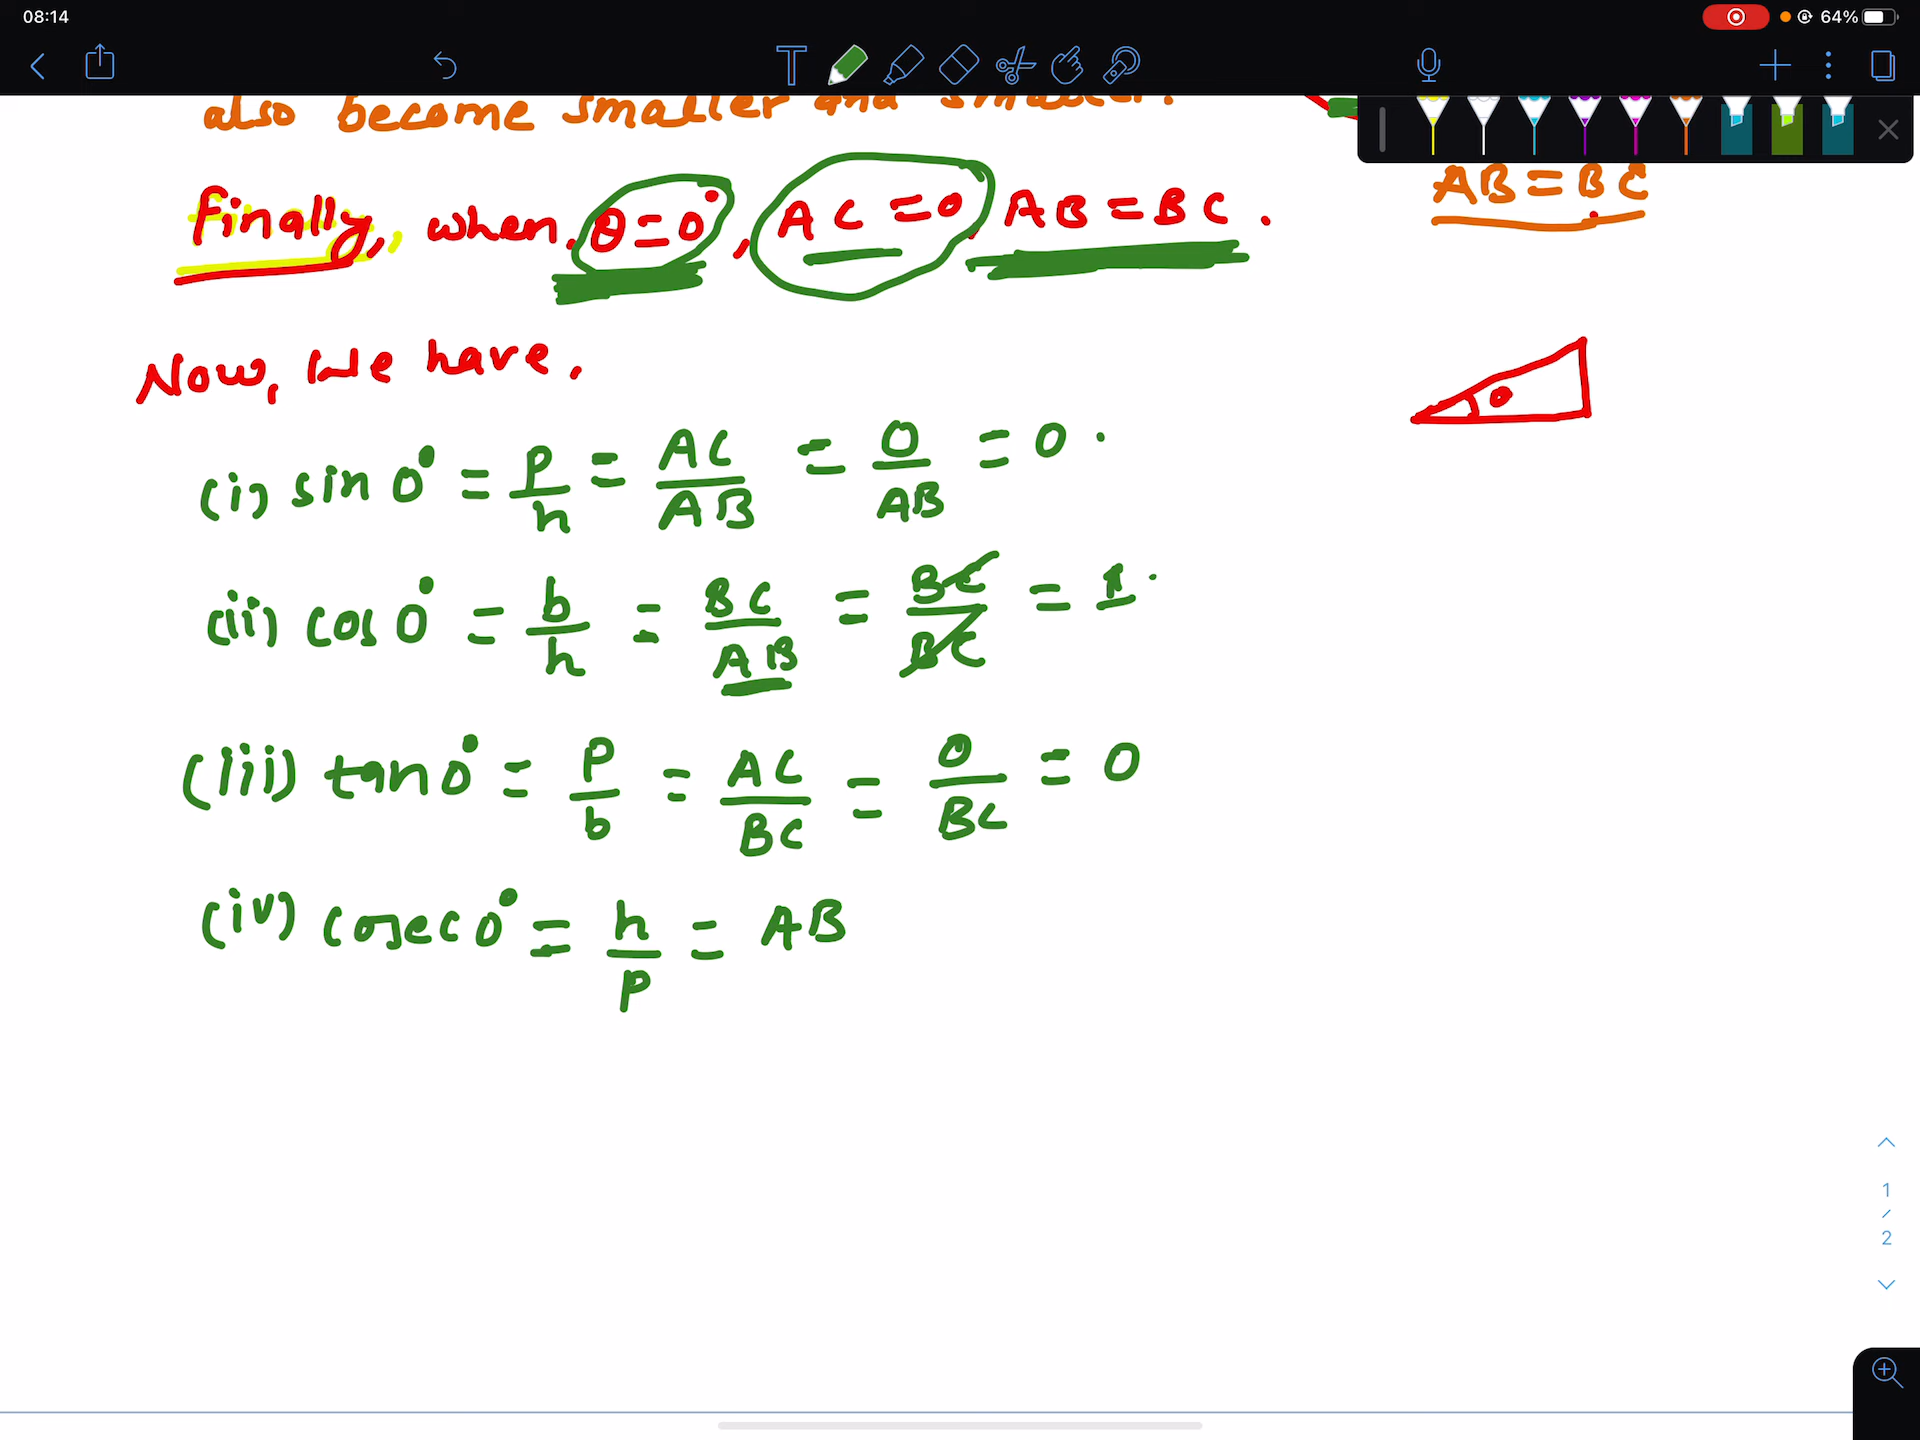 08:14
64%
also become smaller and smaller.
AB = BC
Finally, when, θ = 0°, AC = 0, AB = BC.
Now, We have,
θ
(i) sin 0° = p/h = AC/AB = 0/AB = 0.
(ii) cos 0° = b/h = BC/AB = BC/BC = 1.
(iii) tan 0° = P/b = AC/BC = 0/BC = 0
(iv) cosec 0° = h/p = AB
1
/
2